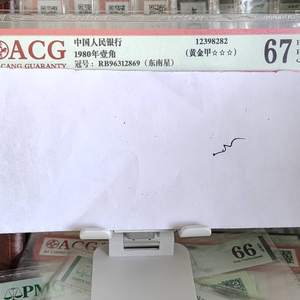 ACG
CANG GUARANTY
中国人民银行
1980年壹角
冠号：RB96312869（东南星）
12398282
（黄金甲☆☆☆）
67
ACG
66
PMG